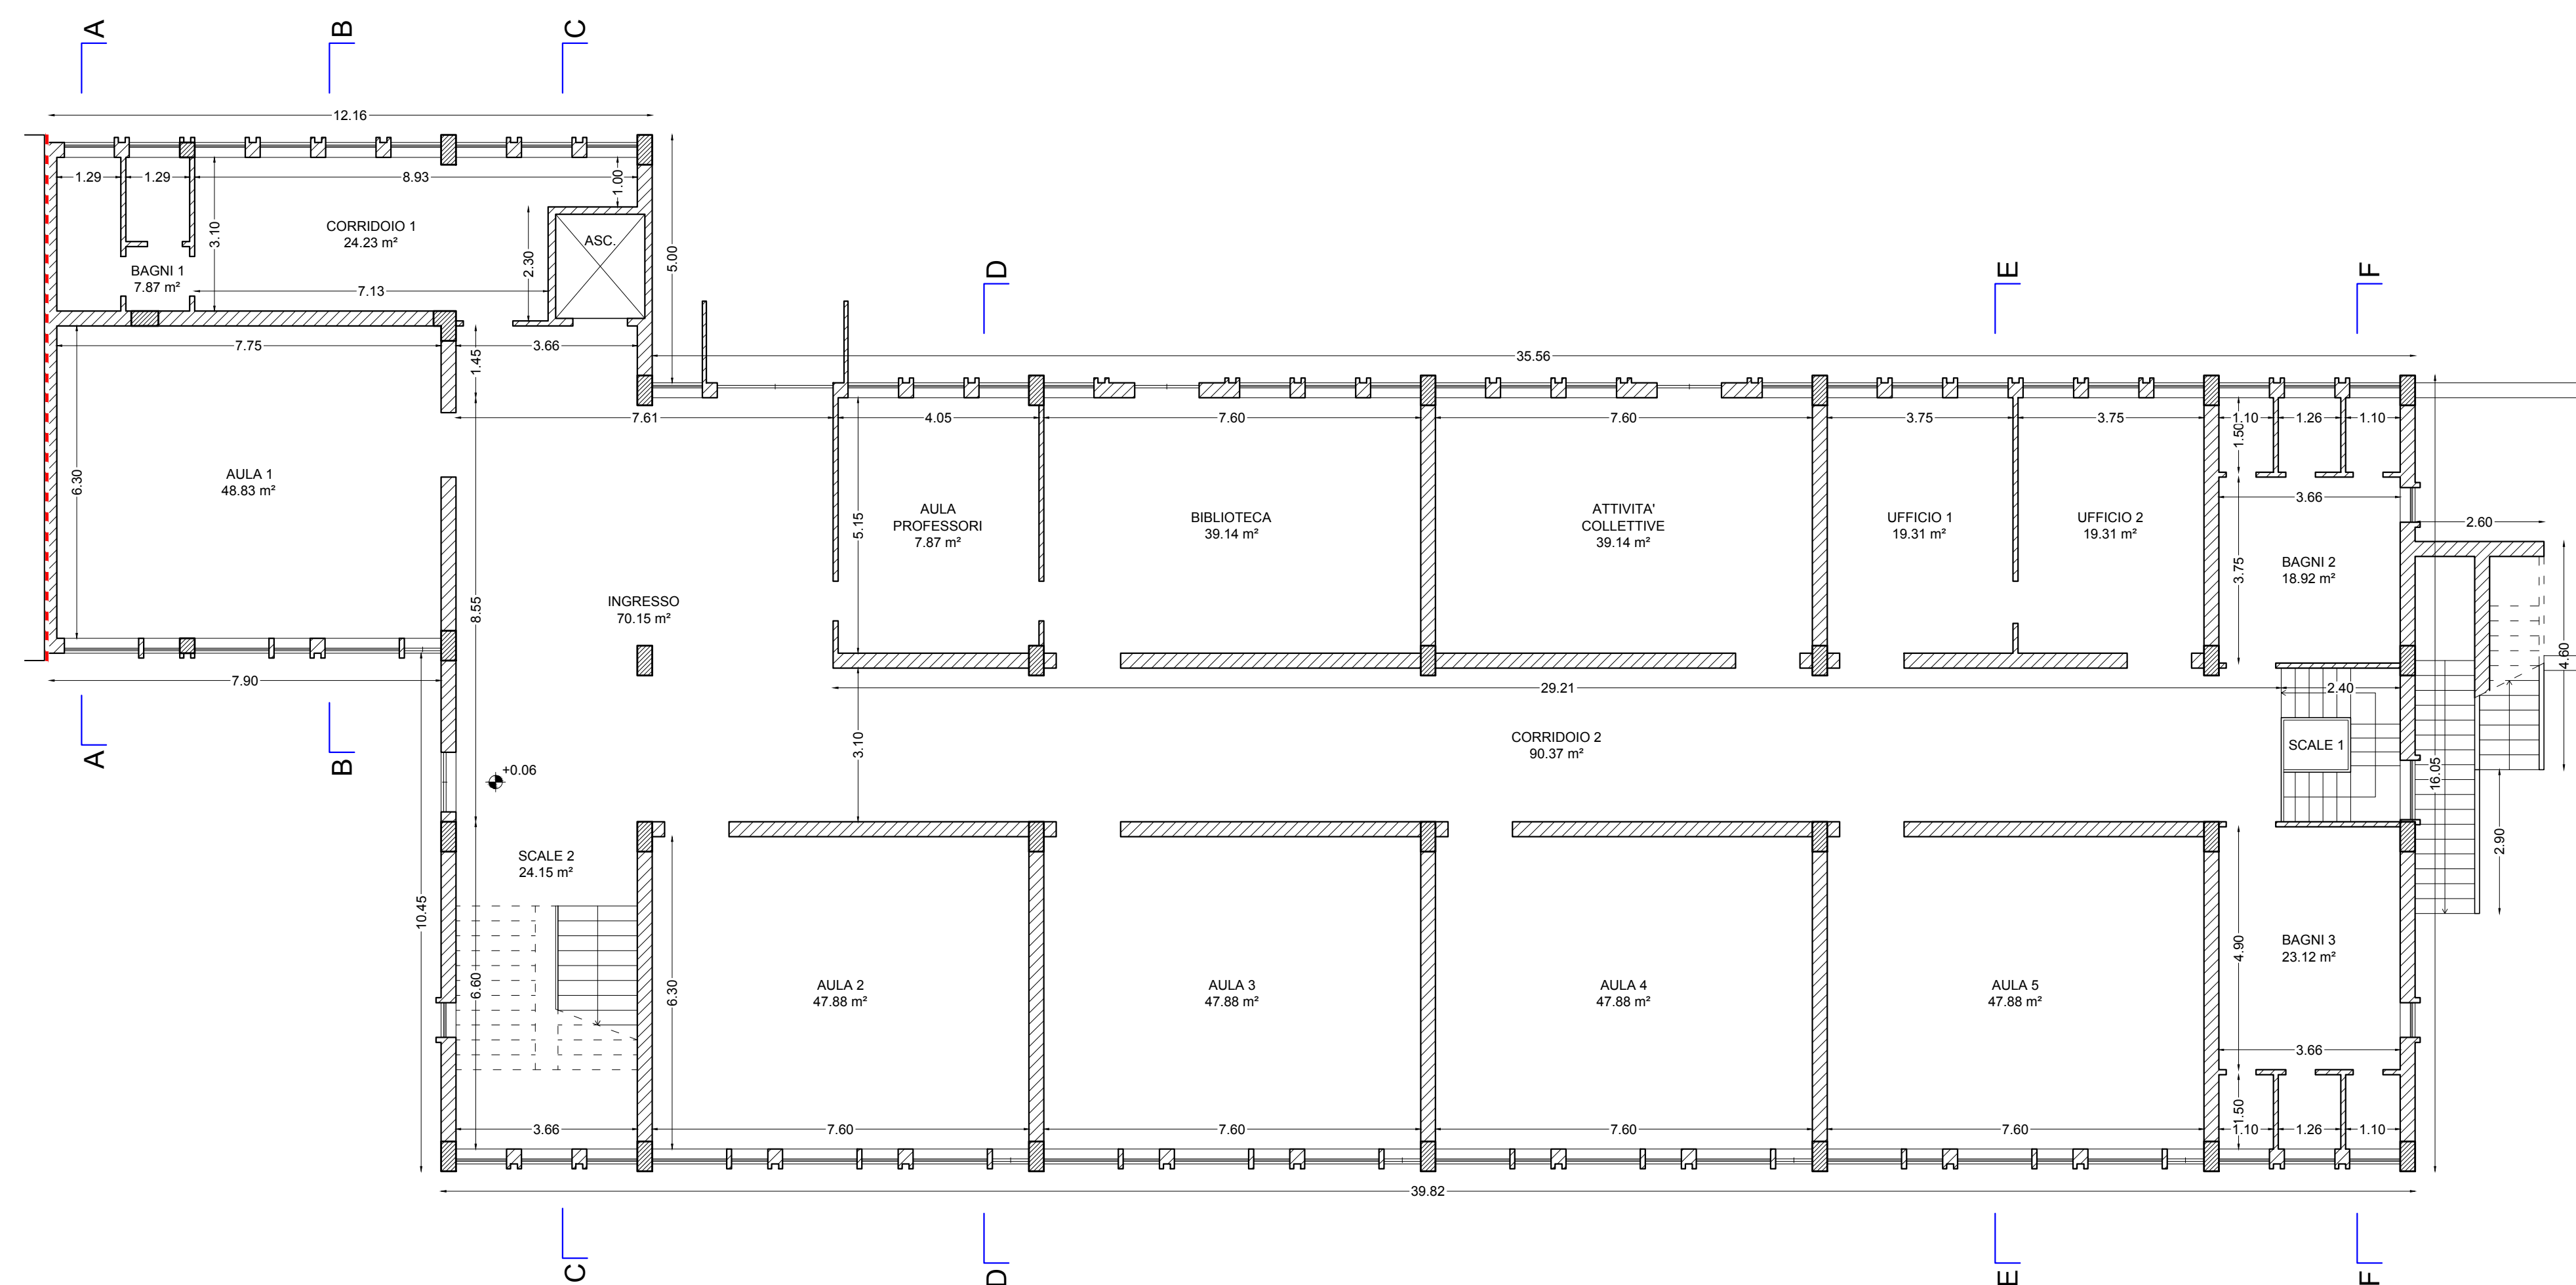 A
B
C
12.16
1.29
1.29
8.93
1.00
3.10
CORRIDOIO 1
24.23 m²
ASC.
2.30
5.00
BAGNI 1
7.87 m²
7.13
D
E
F
7.75
1.45
3.66
35.56
7.61
4.05
7.60
7.60
3.75
3.75
1.10
1.26
1.10
1.50
6.30
AULA 1
48.83 m²
3.66
2.60
AULA
PROFESSORI
7.87 m²
5.15
BIBLIOTECA
39.14 m²
ATTIVITA'
COLLETTIVE
39.14 m²
UFFICIO 1
19.31 m²
UFFICIO 2
19.31 m²
3.75
BAGNI 2
18.92 m²
8.55
INGRESSO
70.15 m²
4.60
7.90
29.21
2.40
A
B
+0.06
3.10
CORRIDOIO 2
90.37 m²
SCALE 1
16.05
2.90
SCALE 2
24.15 m²
10.45
6.60
6.30
4.90
BAGNI 3
23.12 m²
AULA 2
47.88 m²
AULA 3
47.88 m²
AULA 4
47.88 m²
AULA 5
47.88 m²
3.66
1.50
3.66
7.60
7.60
7.60
7.60
1.10
1.26
1.10
39.82
C
D
E
F